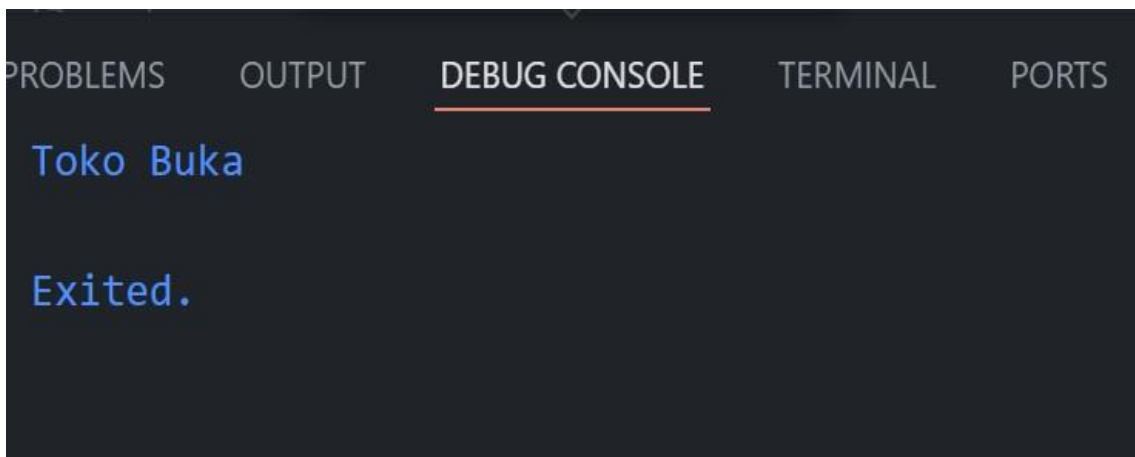 PROBLEMS OUTPUT DEBUG CONSOLE TERMINAL PORTS
Toko Buka
Exited.